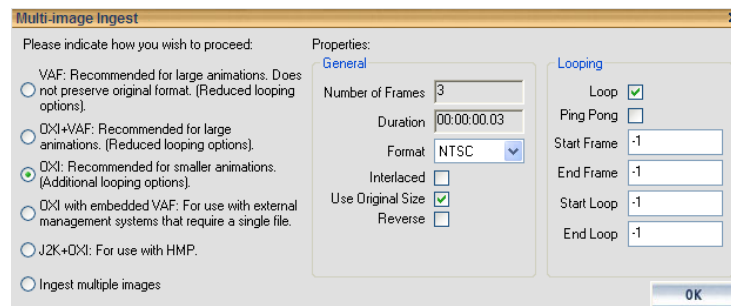 Multi-image Ingest
Please indicate how you wish to proceed:
VAF: Recommended for large animations. Does
not preserve original format. (Reduced looping
options).
OXI+VAF: Recommended for large
animations. (Reduced looping options).
OXI: Recommended for smaller animations.
(Additional looping options).
OXI with embedded VAF: For use with external
management systems that require a single file.
J2K+OXI: For use with HMP.
Ingest multiple images
Properties:
General
Number of Frames 3
Duration 00:00:00.03
Format NTSC
Interlaced
Use Original Size
Reverse
Looping
Loop
Ping Pong
Start Frame -1
End Frame -1
Start Loop -1
End Loop -1
OK